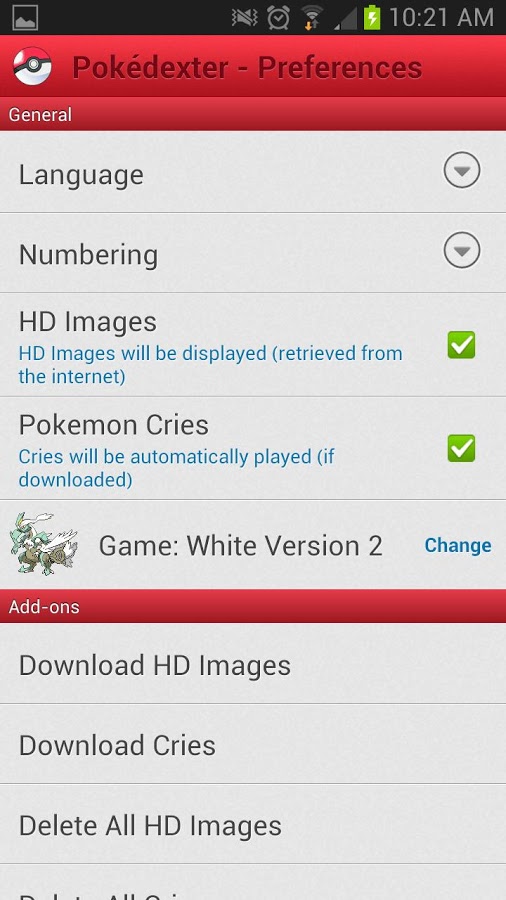 10:21 AM
Pokédexter - Preferences
General
Language
Numbering
HD Images
HD Images will be displayed (retrieved from
the internet)
Pokemon Cries
Cries will be automatically played (if
downloaded)
Game: White Version 2 Change
Add-ons
Download HD Images
Download Cries
Delete All HD Images